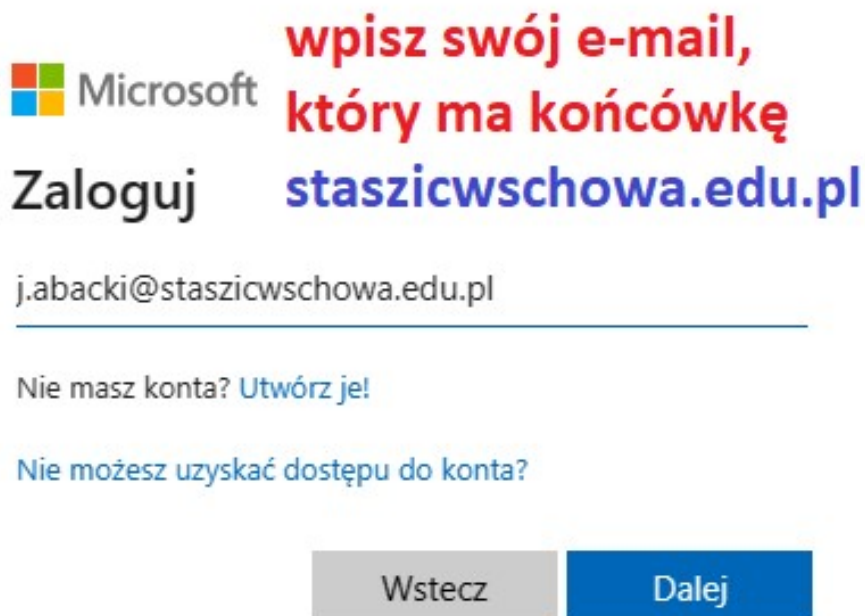 wpisz swój e-mail,
Microsoft
który ma końcówkę
Zaloguj
staszicwschowa.edu.pl
j.abacki@staszicwschowa.edu.pl
Nie masz konta? Utwórz je!
Nie możesz uzyskać dostępu do konta?
Wstecz
Dalej